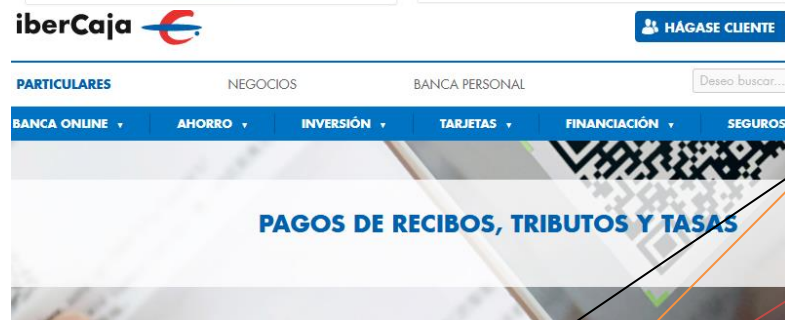 iberCaja
HÁGASE CLIENTE
PARTICULARES NEGOCIOS BANCA PERSONAL Deseo buscar...
BANCA ONLINE AHORRO INVERSIÓN TARJETAS FINANCIACIÓN SEGUROS
PAGOS DE RECIBOS, TRIBUTOS Y TASAS